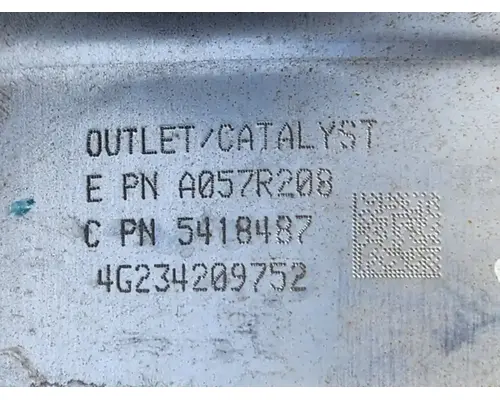 OUTLET/CATALYST
E PN A057R208
C PN 5418487
4G234209752